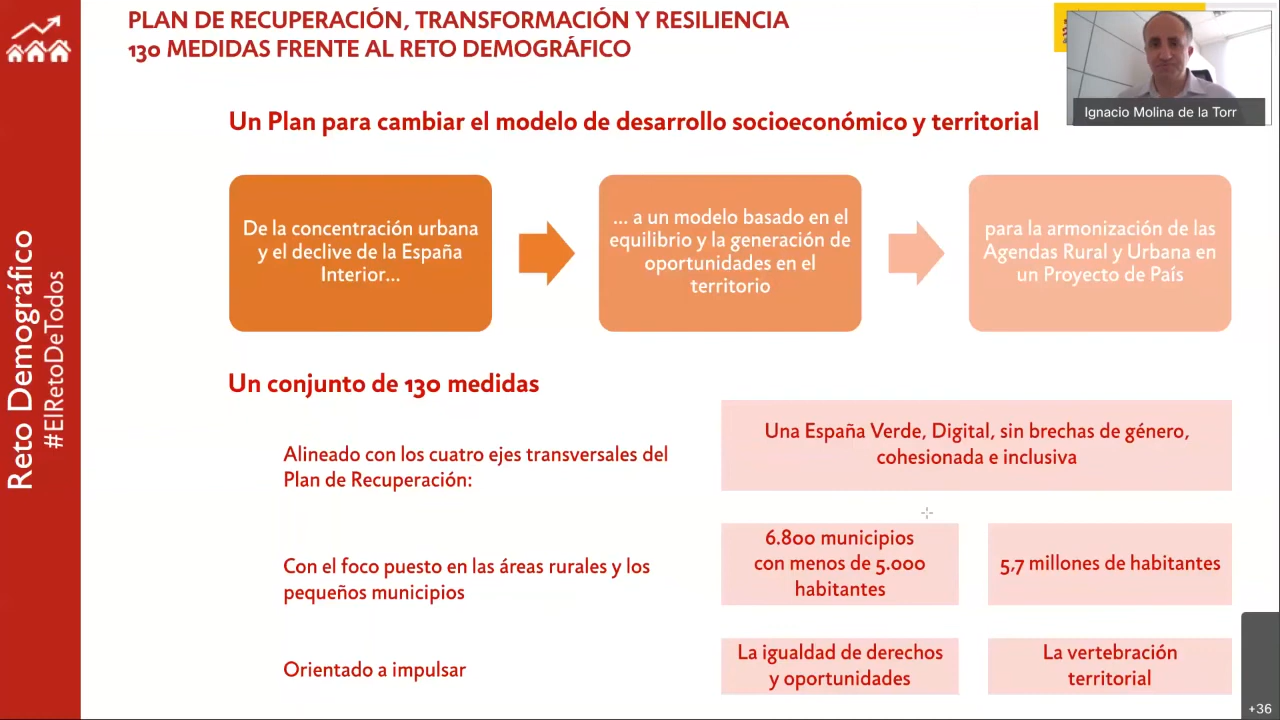 PLAN DE RECUPERACIÓN, TRANSFORMACIÓN Y RESILIENCIA
130 MEDIDAS FRENTE AL RETO DEMOGRÁFICO
Ignacio Molina de la Torr
Un Plan para cambiar el modelo de desarrollo socioeconómico y territorial
De la concentración urbana
y el declive de la España
Interior...
... a un modelo basado en el
equilibrio y la generación de
oportunidades en el
territorio
para la armonización de las
Agendas Rural y Urbana en
un Proyecto de País
Un conjunto de 130 medidas
Alineado con los cuatro ejes transversales del
Plan de Recuperación:
Una España Verde, Digital, sin brechas de género,
cohesionada e inclusiva
Con el foco puesto en las áreas rurales y los
pequeños municipios
6.800 municipios
con menos de 5.000
habitantes
5,7 millones de habitantes
Orientado a impulsar
La igualdad de derechos
y oportunidades
La vertebración
territorial
Reto Demográfico
#ElRetoDeTodos
+36